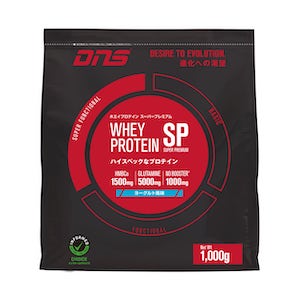 DNS
DESIRE TO EVOLUTION.
進化への渇望
SUPER FUNCTIONAL
BASIC
ホエイプロテイン スーパープレミアム
WHEY
PROTEIN
SP
SUPER PREMIUM
ハイスペックなプロテイン
HMBCa
1500mg
GLUTAMINE
5000mg
NO BOOSTER
1000mg
ヨーグルト風味
FUNCTIONAL
INFORMED
CHOICE
Net Wt
1,000g